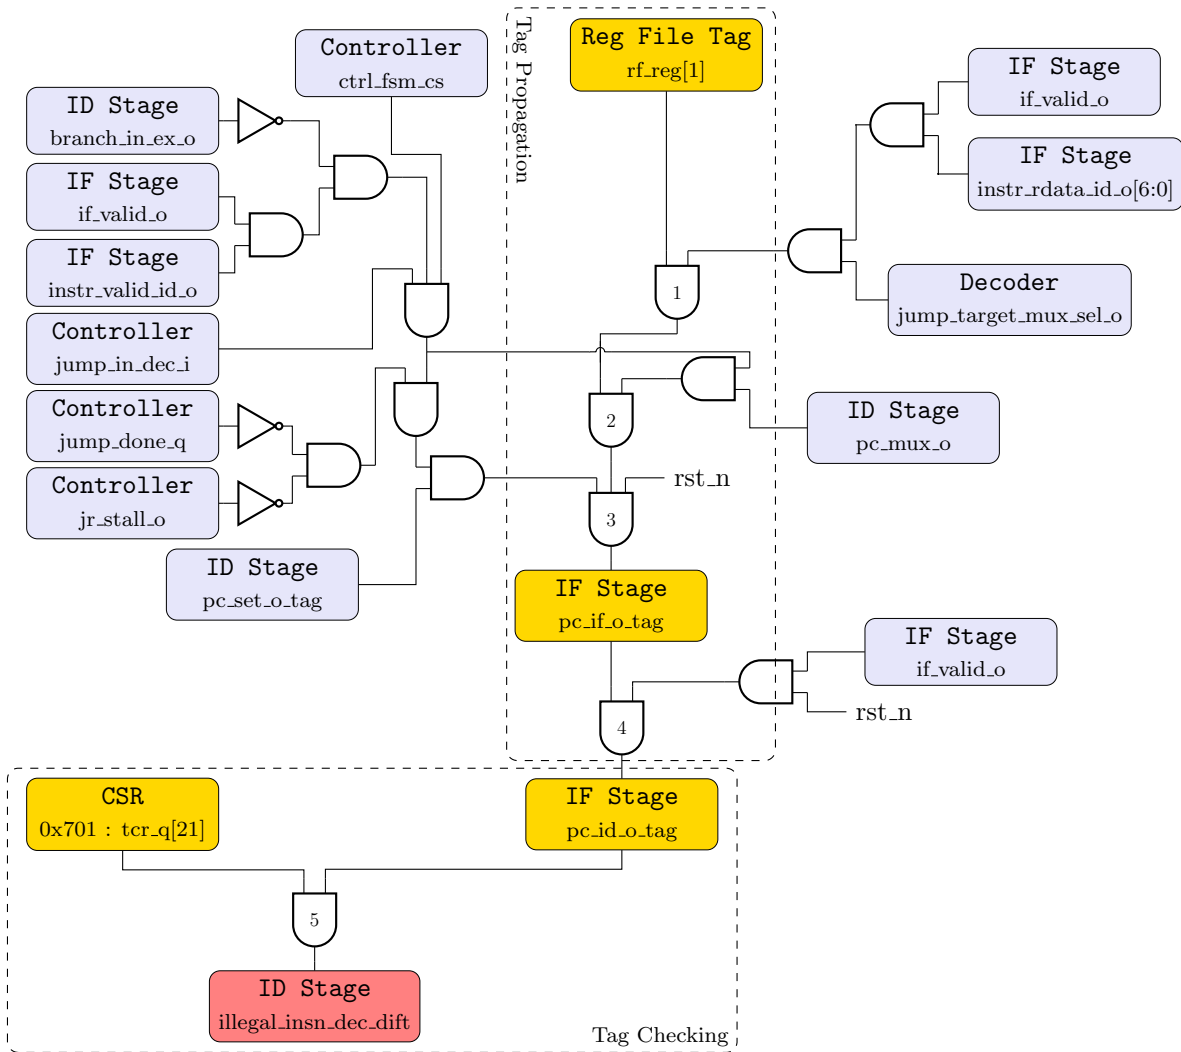 Tag Propagation
Reg File Tag
rf_reg[1]
Controller
ctrl_fsm_cs
ID Stage
branch_in_ex_o
IF Stage
if_valid_o
IF Stage
instr_valid_id_o
Controller
jump_in_dec_i
Controller
jump_done_q
Controller
jr_stall_o
ID Stage
pc_set_o_tag
IF Stage
if_valid_o
IF Stage
instr_rdata_id_o[6:0]
Decoder
jump_target_mux_sel_o
1
ID Stage
pc_mux_o
2
rst_n
3
IF Stage
pc_if_o_tag
IF Stage
if_valid_o
rst_n
4
CSR
0x701 : tcr_q[21]
IF Stage
pc_id_o_tag
5
ID Stage
illegal_insn_dec_dift
Tag Checking